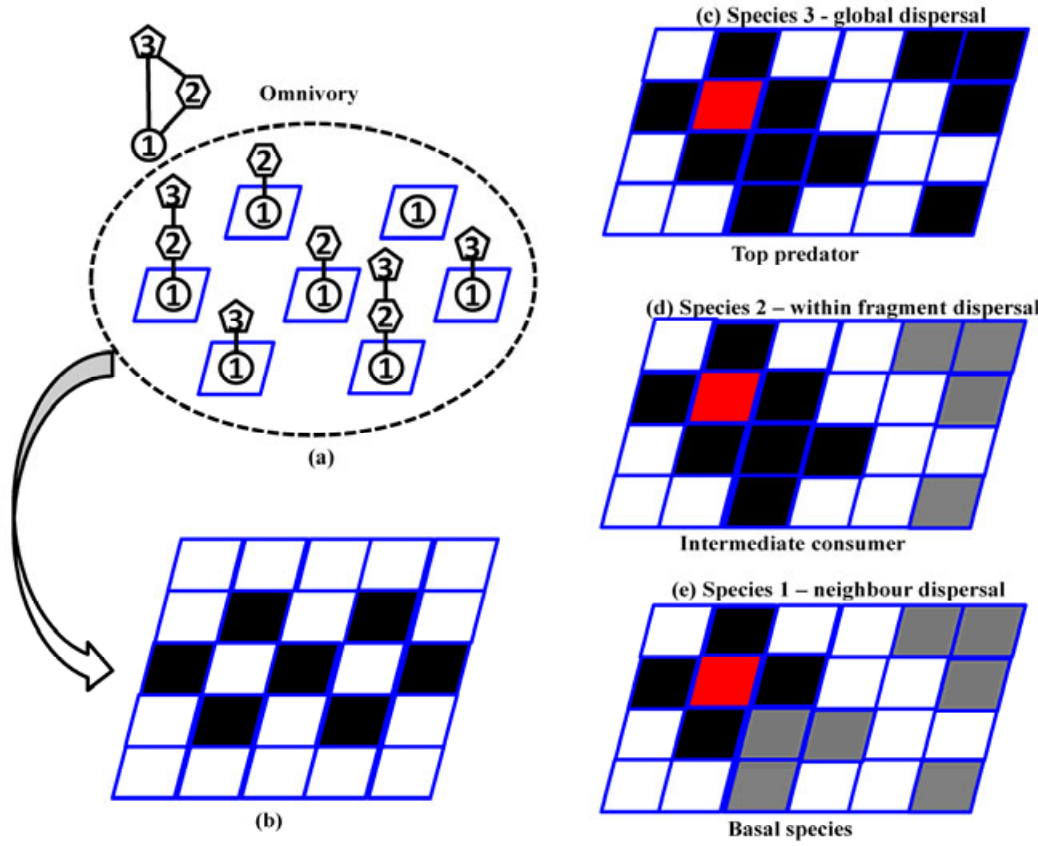 3
2
1
Omnivory
2
1
1
3
2
1
2
1
3
2
1
3
1
3
1
(a)
(b)
(c) Species 3 - global dispersal
Top predator
(d) Species 2 – within fragment dispersal
Intermediate consumer
(e) Species 1 – neighbour dispersal
Basal species